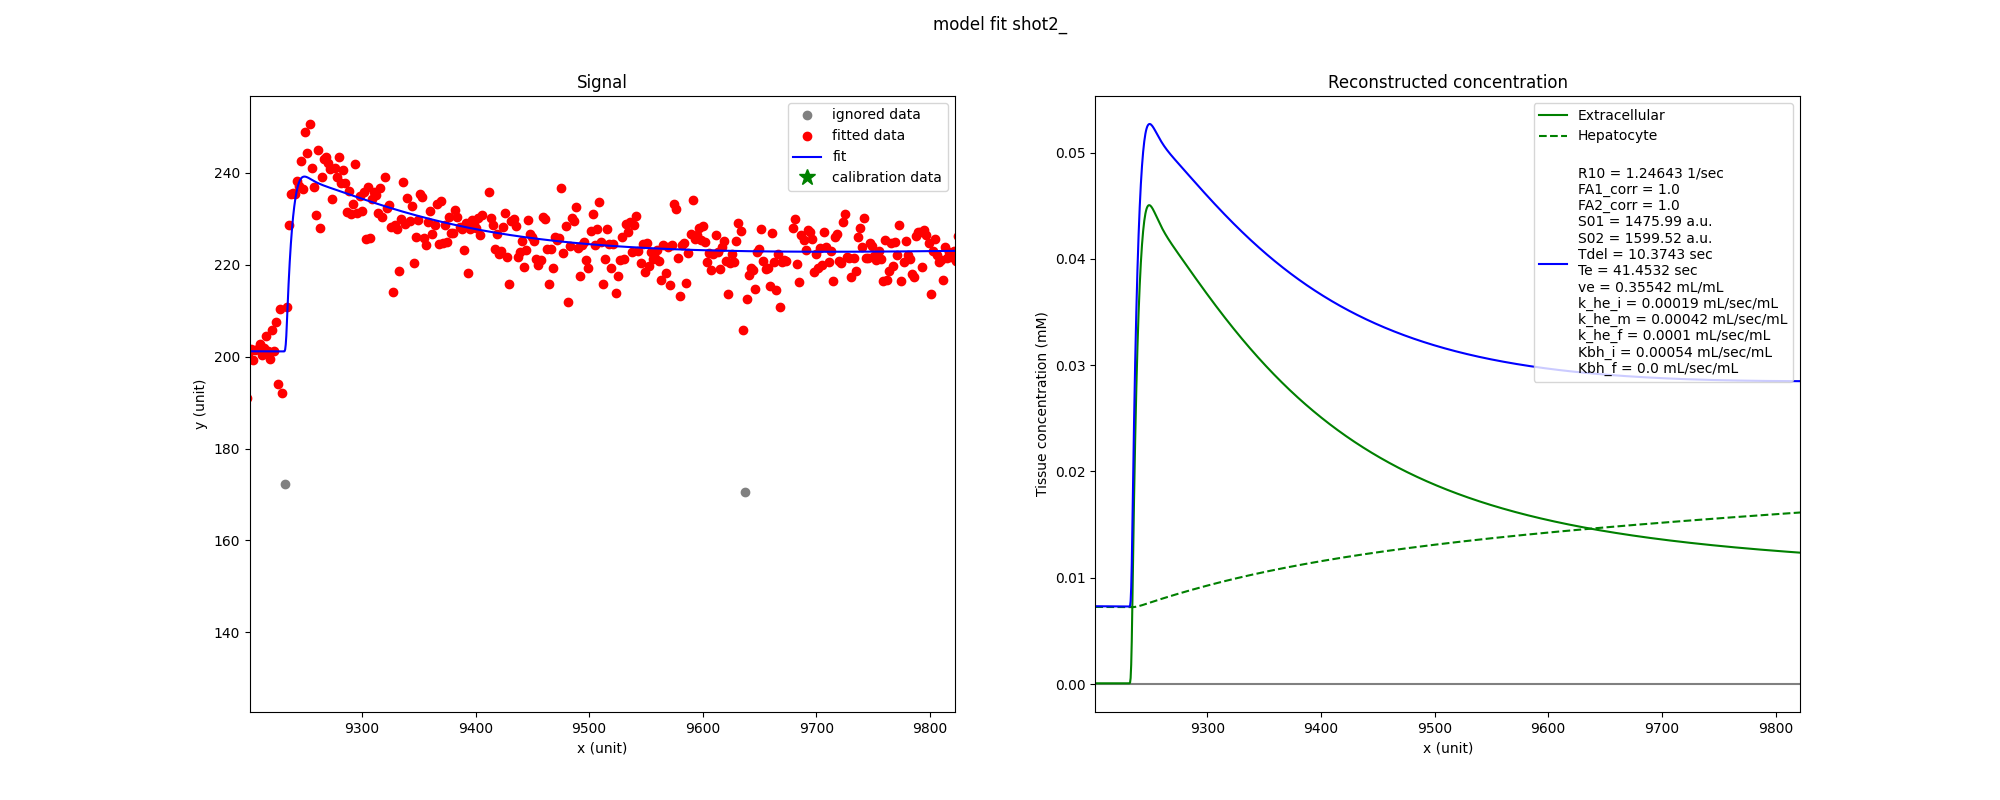 model fit shot2_
Signal
ignored data
fitted data
fit
calibration data
240
220
200
180
160
140
y (unit)
9300 9400 9500 9600 9700 9800
x (unit)
Reconstructed concentration
Extracellular
Hepatocyte
R10 = 1.24643 1/sec
FA1_corr = 1.0
FA2_corr = 1.0
S01 = 1475.99 a.u.
S02 = 1599.52 a.u.
Tdel = 10.3743 sec
Te = 41.4532 sec
ve = 0.35542 mL/mL
k_he_i = 0.00019 mL/sec/mL
k_he_m = 0.00042 mL/sec/mL
k_he_f = 0.0001 mL/sec/mL
Kbh_i = 0.00054 mL/sec/mL
Kbh_f = 0.0 mL/sec/mL
0.05
0.04
0.03
0.02
0.01
0.00
Tissue concentration (mM)
9300 9400 9500 9600 9700 9800
x (unit)